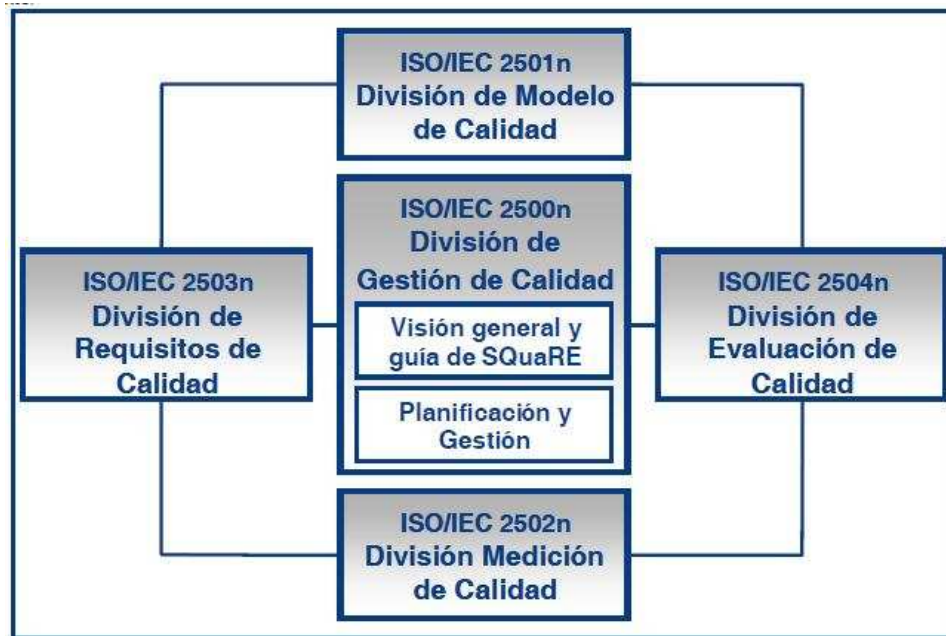 ISO/IEC 2501n
División de Modelo
de Calidad
ISO/IEC 2500n
División de
Gestión de Calidad
Visión general y
guía de SQuaRE
Planificación y
Gestión
ISO/IEC 2503n
División de
Requisitos de
Calidad
ISO/IEC 2504n
División de
Evaluación de
Calidad
ISO/IEC 2502n
División Medición
de Calidad